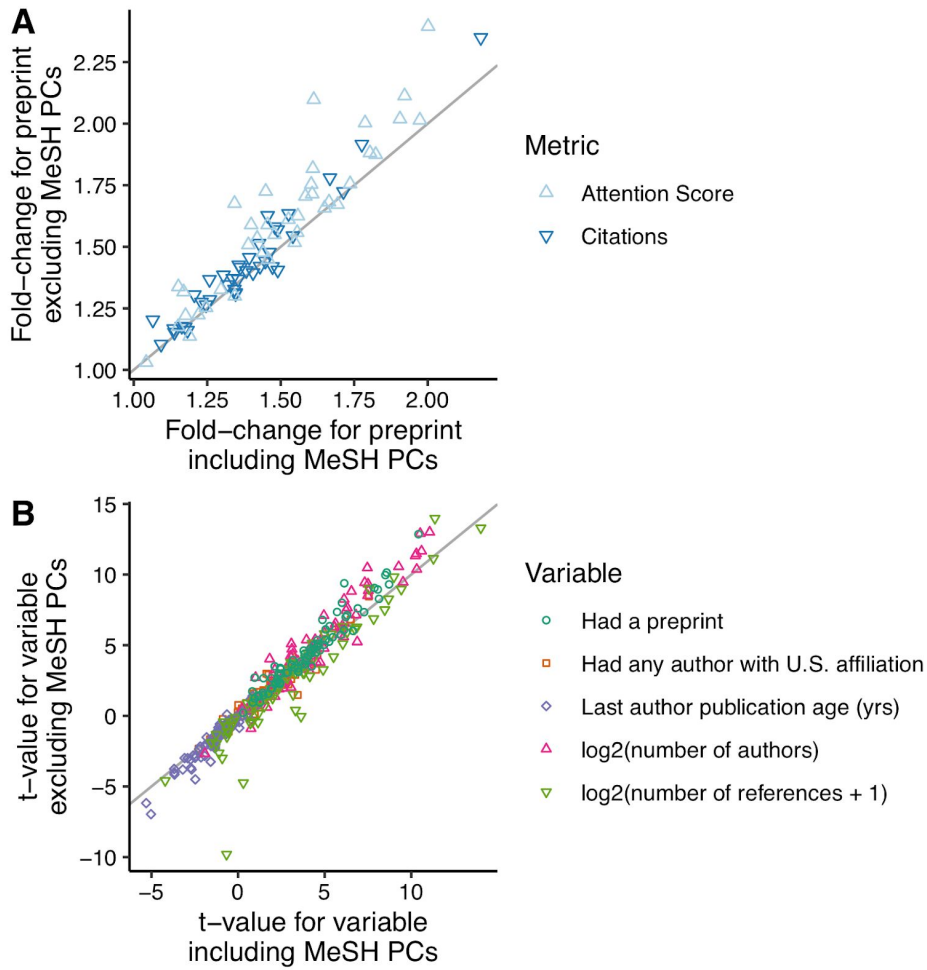 A
Fold−change for preprint
excluding MeSH PCs
2.25
2.00
1.75
1.50
1.25
1.00
1.00 1.25 1.50 1.75 2.00
Fold−change for preprint
including MeSH PCs
Metric
Attention Score
Citations
B
t−value for variable
excluding MeSH PCs
15
10
5
0
−5
−10
−5 0 5 10
t−value for variable
including MeSH PCs
Variable
Had a preprint
Had any author with U.S. affiliation
Last author publication age (yrs)
log2(number of authors)
log2(number of references + 1)